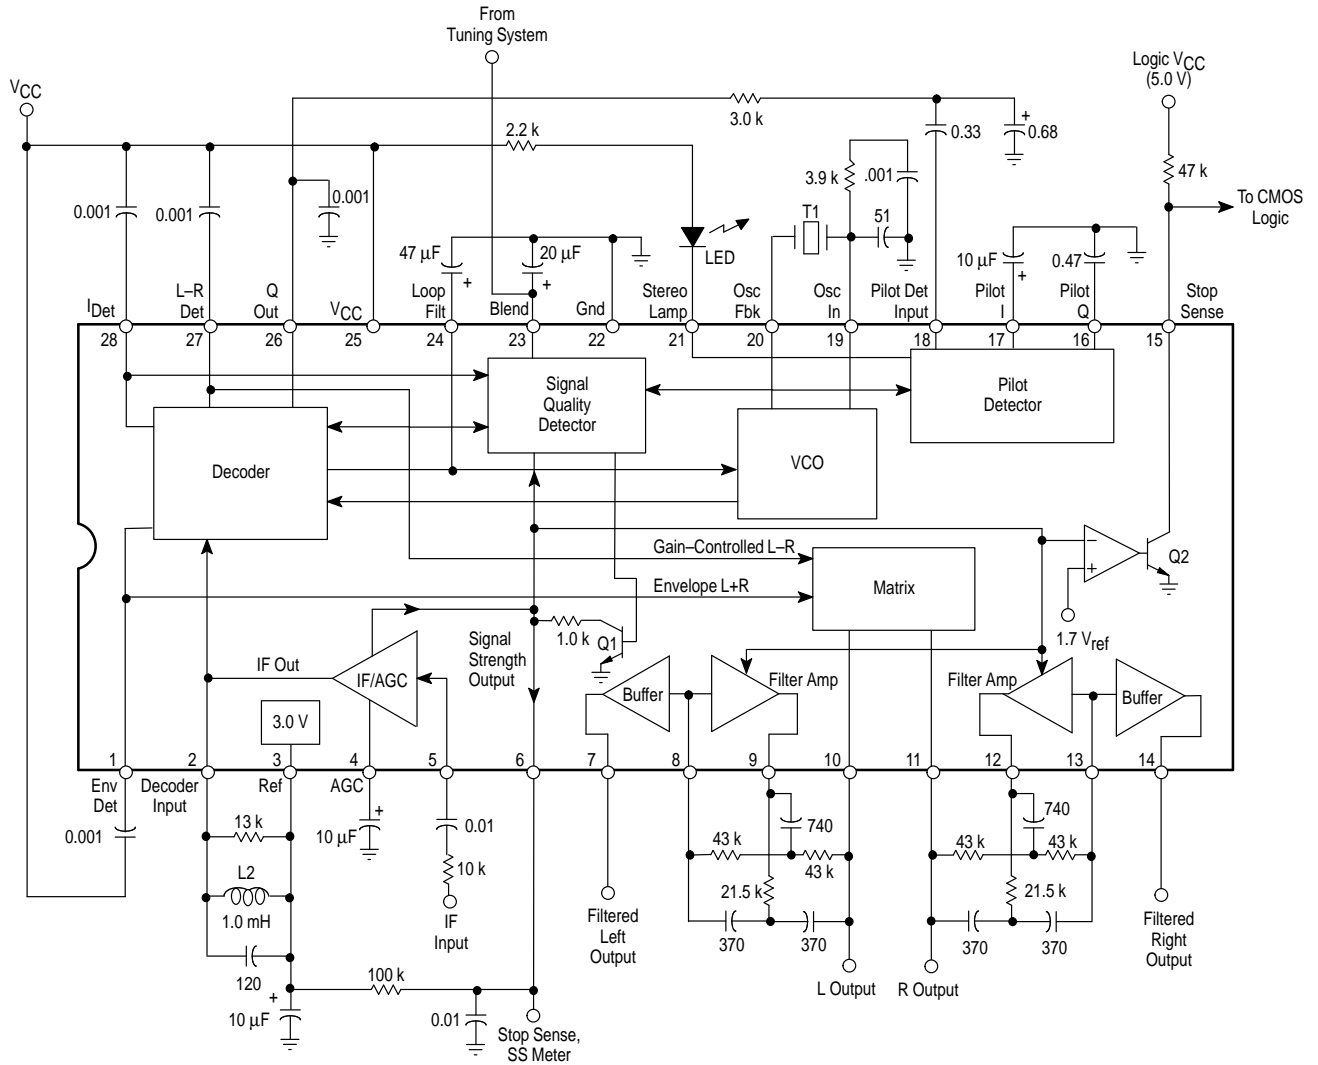 From
Tuning System
Logic VCC
(5.0 V)
VCC
3.0 k
0.33
+
0.68
2.2 k
47 k
To CMOS
Logic
0.001
0.001
0.001
3.9 k
.001
T1
51
LED
47 µF
+
20 µF
+
10 µF
+
0.47
IDet
L–R
Det
Q
Out
VCC
Loop
Filt
Blend
Gnd
Stereo
Lamp
Osc
Fbk
Osc
In
Pilot Det
Input
Pilot
I
Pilot
Q
Stop
Sense
28
27
26
25
24
23
22
21
20
19
18
17
16
15
Signal
Quality
Detector
Pilot
Detector
Decoder
VCO
Gain–Controlled L–R
Envelope L+R
Matrix
–
+
Q2
1.7 Vref
1.0 k
Q1
Signal
Strength
Output
IF Out
IF/AGC
3.0 V
Buffer
Filter Amp
Filter Amp
Buffer
1
2
3
4
5
6
7
8
9
10
11
12
13
14
Env
Det
Decoder
Input
Ref
AGC
0.001
13 k
L2
1.0 mH
120
+
10 µF
+
10 µF
0.01
10 k
IF
Input
100 k
0.01
Stop Sense,
SS Meter
Filtered
Left
Output
740
43 k
43 k
21.5 k
370
370
L Output
R Output
740
43 k
43 k
21.5 k
370
370
Filtered
Right
Output